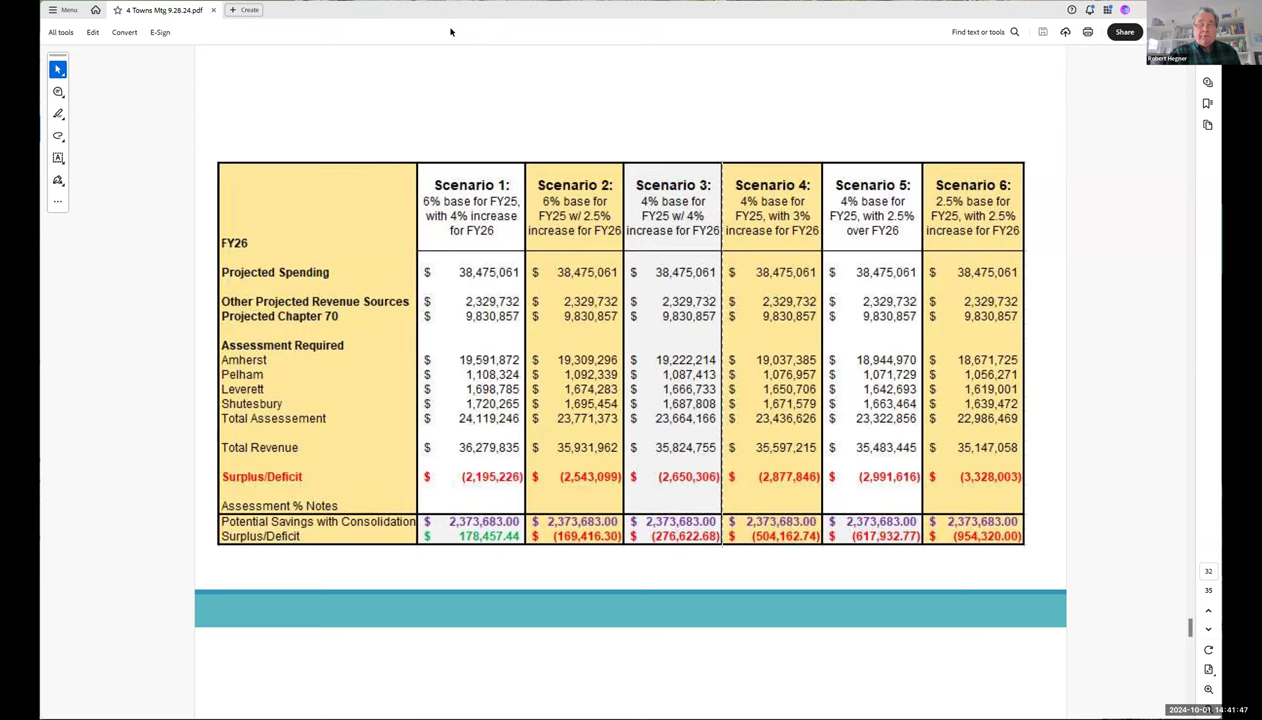 Menu
4 Towns Mtg 9.28.24.pdf
Create
All tools Edit Convert E-Sign
Find text or tools
Share
Robert Hegner
FY26
Scenario 1:
6% base for FY25,
with 4% increase
for FY26
Scenario 2:
6% base for
FY25 w/ 2.5%
increase for FY26
Scenario 3:
4% base for
FY25 w/ 4%
increase for FY26
Scenario 4:
4% base for
FY25, with 3%
increase for FY26
Scenario 5:
4% base for
FY25, with 2.5%
over FY26
Scenario 6:
2.5% base for
FY25, with 2.5%
increase for FY26
Projected Spending $ 38,475,061 $ 38,475,061 $ 38,475,061 $ 38,475,061 $ 38,475,061 $ 38,475,061
Other Projected Revenue Sources $ 2,329,732 $ 2,329,732 $ 2,329,732 $ 2,329,732 $ 2,329,732 $ 2,329,732
Projected Chapter 70 $ 9,830,857 $ 9,830,857 $ 9,830,857 $ 9,830,857 $ 9,830,857 $ 9,830,857
Assessment Required
Amherst $ 19,591,872 $ 19,309,296 $ 19,222,214 $ 19,037,385 $ 18,944,970 $ 18,671,725
Pelham $ 1,108,324 $ 1,092,339 $ 1,087,413 $ 1,076,957 $ 1,071,729 $ 1,056,271
Leverett $ 1,698,785 $ 1,674,283 $ 1,666,733 $ 1,650,706 $ 1,642,693 $ 1,619,001
Shutesbury $ 1,720,265 $ 1,695,454 $ 1,687,808 $ 1,671,579 $ 1,663,464 $ 1,639,472
Total Assessement $ 24,119,246 $ 23,771,373 $ 23,664,166 $ 23,436,626 $ 23,322,856 $ 22,986,469
Total Revenue $ 36,279,835 $ 35,931,962 $ 35,824,755 $ 35,597,215 $ 35,483,445 $ 35,147,058
Surplus/Deficit $ (2,195,226) $ (2,543,099) $ (2,650,306) $ (2,877,846) $ (2,991,616) $ (3,328,003)
Assessment % Notes
Potential Savings with Consolidation $ 2,373,683.00 $ 2,373,683.00 $ 2,373,683.00 $ 2,373,683.00 $ 2,373,683.00 $ 2,373,683.00
Surplus/Deficit $ 178,457.44 $ (169,416.30) $ (276,622.68) $ (504,162.74) $ (617,932.77) $ (954,320.00)
32
35
2024-10-01 14:41:47